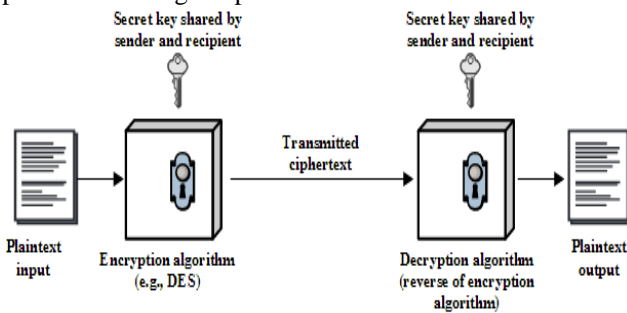 Secret key shared by
sender and recipient
Secret key shared by
sender and recipient
Transmitted
ciphertext
Plaintext
input
Encryption algorithm
(e.g., DES)
Decryption algorithm
(reverse of encryption
algorithm)
Plaintext
output